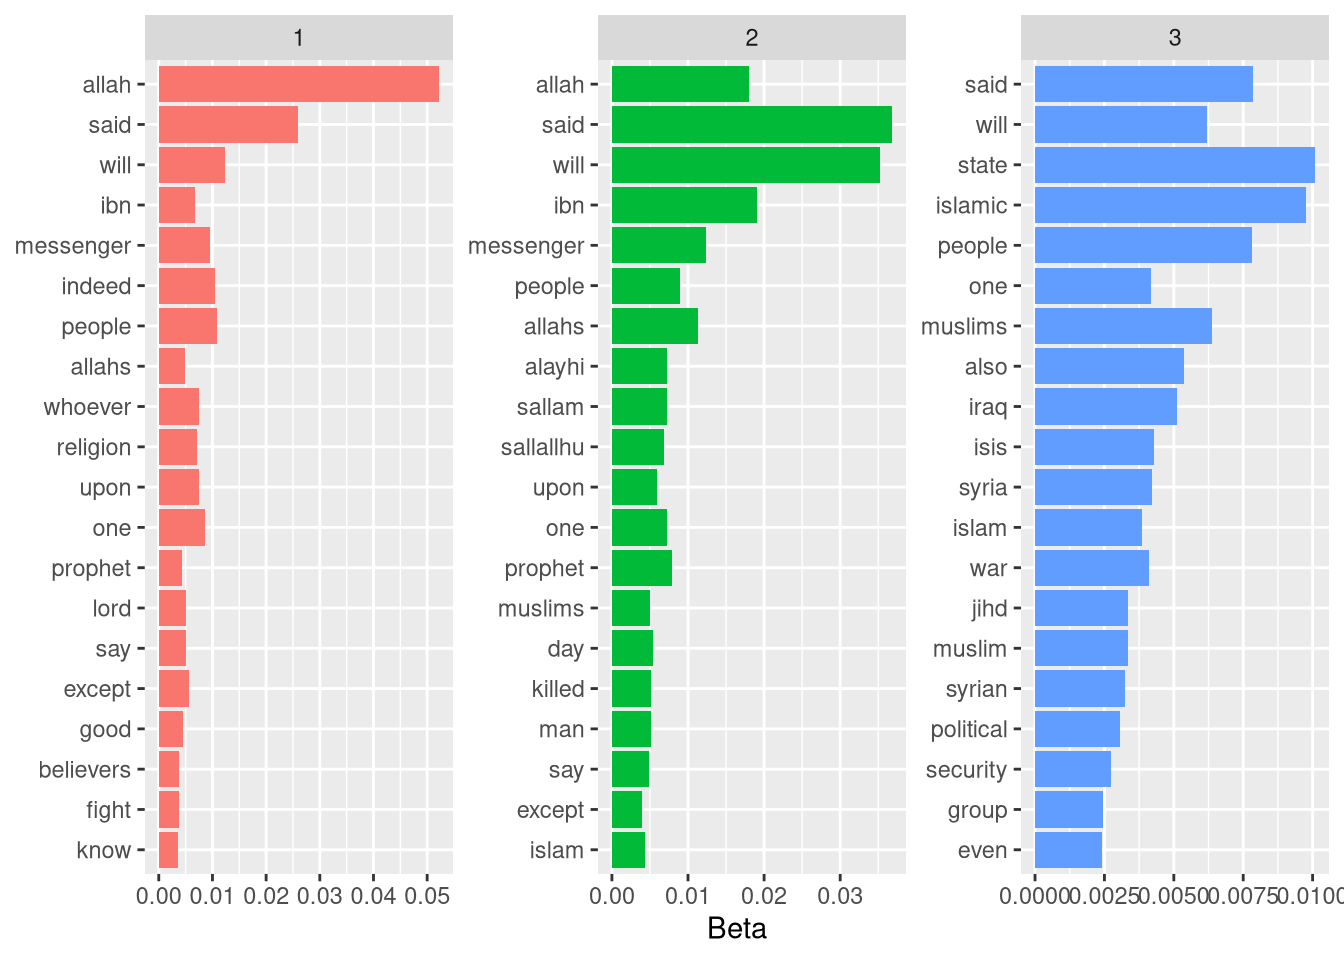 1
allah
said
will
ibn
messenger
indeed
people
allahs
whoever
religion
upon
one
prophet
lord
say
except
good
believers
fight
know
0.00 0.01 0.02 0.03 0.04 0.05
2
allah
said
will
ibn
messenger
people
allahs
alayhi
sallam
sallallhu
upon
one
prophet
muslims
day
killed
man
say
except
islam
0.00 0.01 0.02 0.03
3
said
will
state
islamic
people
one
muslims
also
iraq
isis
syria
islam
war
jihd
muslim
syrian
political
security
group
even
0.0000 0.0025 0.0050 0.0075 0.0100
Beta